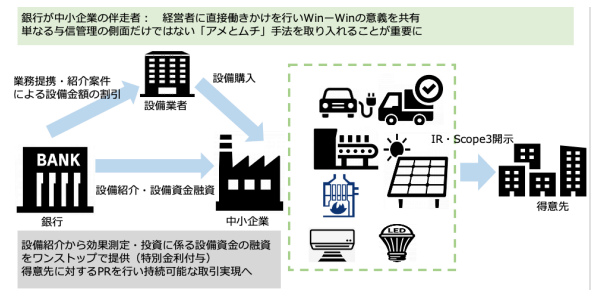 銀行が中小企業の伴走者： 経営者に直接働きかけを行いWin－Winの意義を共有
単なる与信管理の側面だけではない「アメとムチ」手法を取り入れることが重要に
業務提携・紹介案件
による設備金額の割引
設備業者
設備購入
BANK
銀行
設備紹介・設備資金融資
中小企業
LED
IR・Scope3開示
得意先
設備紹介から効果測定・投資に係る設備資金の融資
をワンストップで提供（特別金利付与）
得意先に対するPRを行い持続可能な取引実現へ